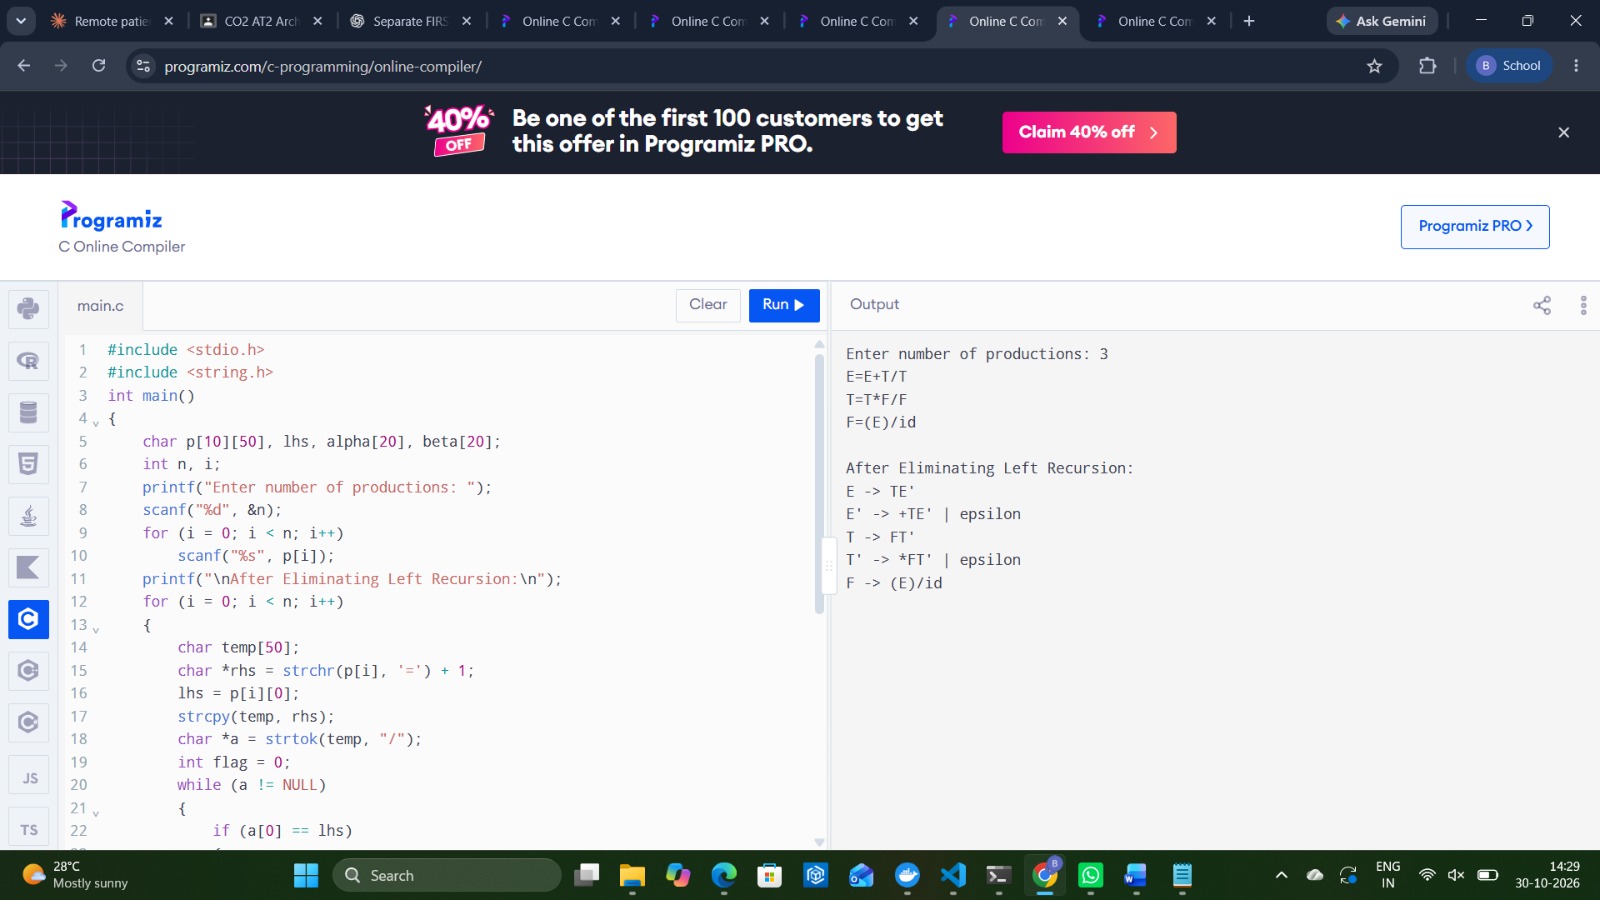 Remote patie
CO2 AT2 Arch
Separate FIRS
Online C Com
Online C Com
Online C Com
Online C Com
Online C Com
Ask Gemini
programiz.com/c-programming/online-compiler/
B School
40% OFF
Be one of the first 100 customers to get
this offer in Programiz PRO.
Claim 40% off
Programiz
C Online Compiler
Programiz PRO
main.c
Clear
Run
Output
1 #include <stdio.h>
2 #include <string.h>
3 int main()
4 {
5 char p[10][50], lhs, alpha[20], beta[20];
6 int n, i;
7 printf("Enter number of productions: ");
8 scanf("%d", &n);
9 for (i = 0; i < n; i++)
10 scanf("%s", p[i]);
11 printf("\nAfter Eliminating Left Recursion:\n");
12 for (i = 0; i < n; i++)
13 {
14 char temp[50];
15 char *rhs = strchr(p[i], '=') + 1;
16 lhs = p[i][0];
17 strcpy(temp, rhs);
18 char *a = strtok(temp, "/");
19 int flag = 0;
20 while (a != NULL)
21 {
22 if (a[0] == lhs)
Enter number of productions: 3
E=E+T/T
T=T*F/F
F=(E)/id
After Eliminating Left Recursion:
E -> TE'
E' -> +TE' | epsilon
T -> FT'
T' -> *FT' | epsilon
F -> (E)/id
JS
TS
28°C
Mostly sunny
Search
ENG
IN
14:29
30-10-2026